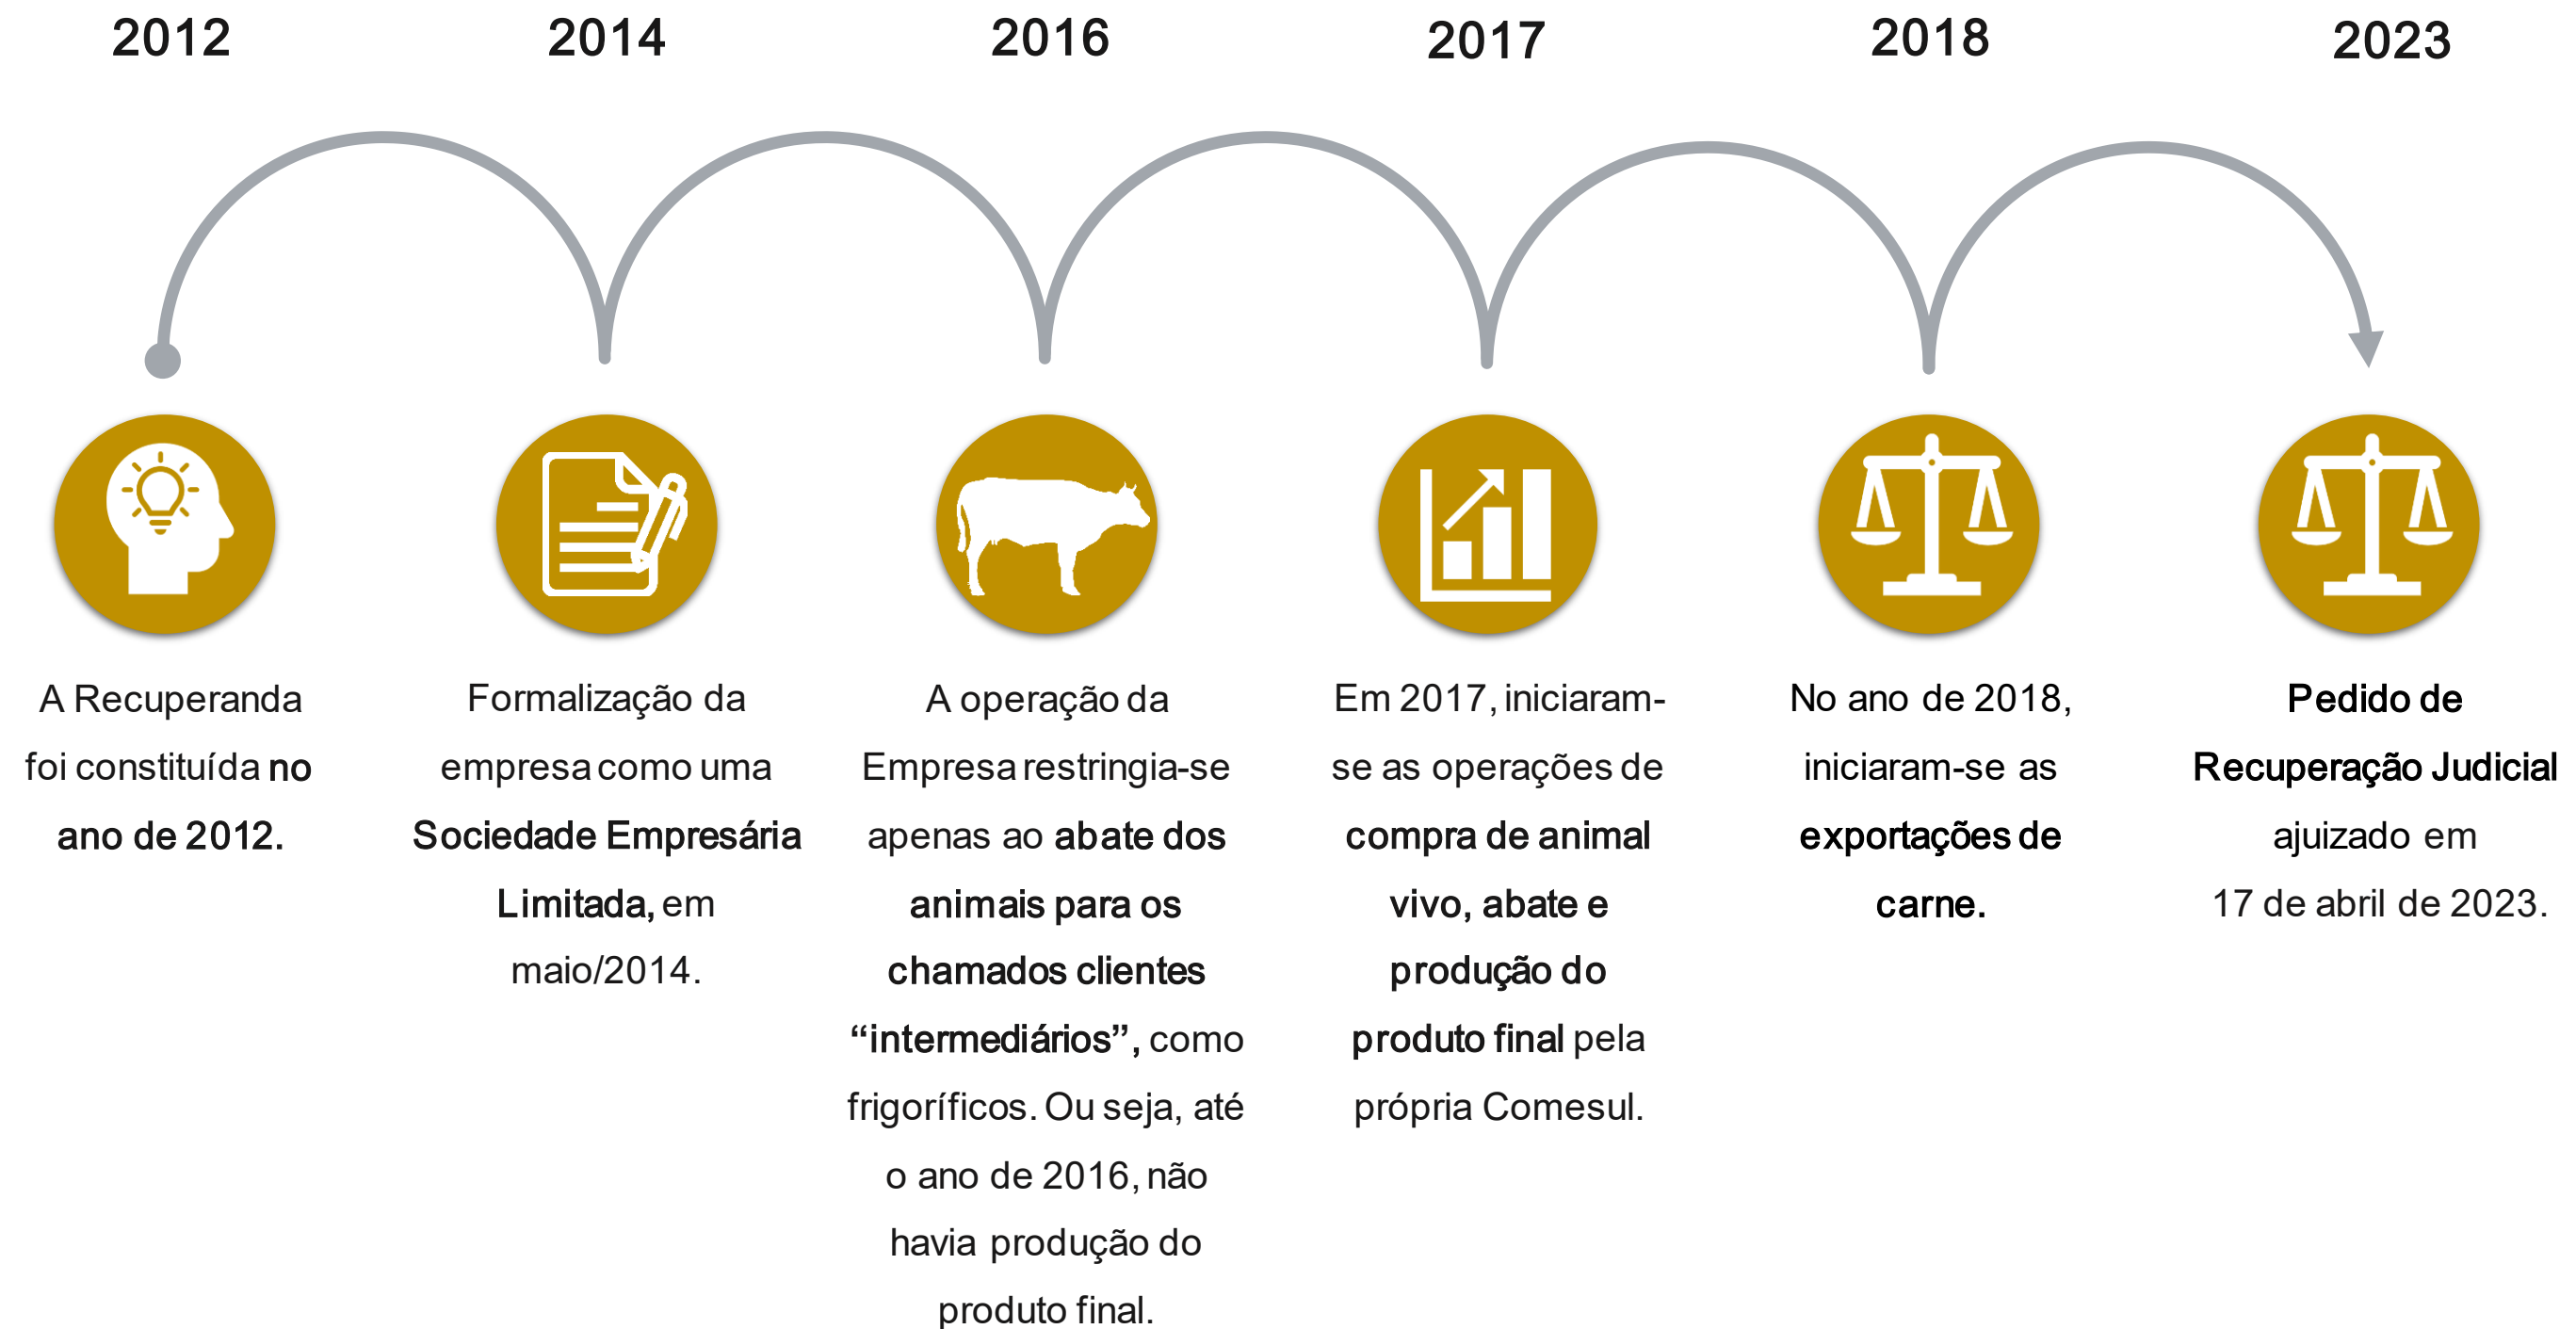 2012
2014
2016
2017
2018
2023
A Recuperanda
foi constituída no
ano de 2012.
Formalização da
empresa como uma
Sociedade Empresária
Limitada, em
maio/2014.
A operação da
Empresa restringia-se
apenas ao abate dos
animais para os
chamados clientes
“intermediários”, como
frigoríficos. Ou seja, até
o ano de 2016, não
havia produção do
produto final.
Em 2017, iniciaram-
se as operações de
compra de animal
vivo, abate e
produção do
produto final pela
própria Comesul.
No ano de 2018,
iniciaram-se as
exportações de
carne.
Pedido de
Recuperação Judicial
ajuizado em
17 de abril de 2023.